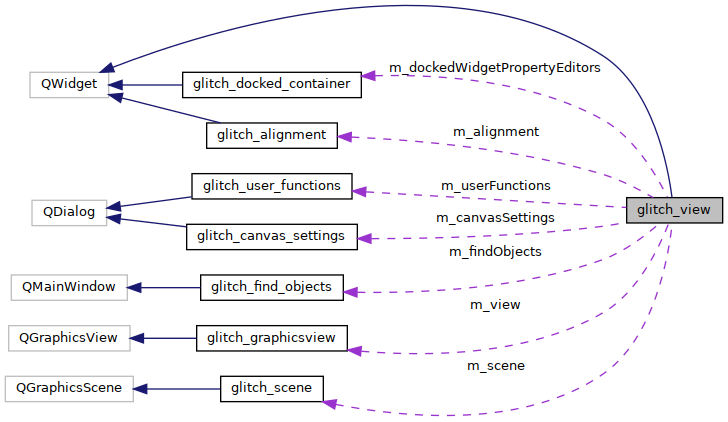 m_dockedWidgetPropertyEditors
QWidget
glitch_docked_container
m_alignment
glitch_alignment
glitch_user_functions
m_userFunctions
QDialog
glitch_view
m_canvasSettings
glitch_canvas_settings
m_findObjects
QMainWindow
glitch_find_objects
m_view
QGraphicsView
glitch_graphicsview
m_scene
QGraphicsScene
glitch_scene